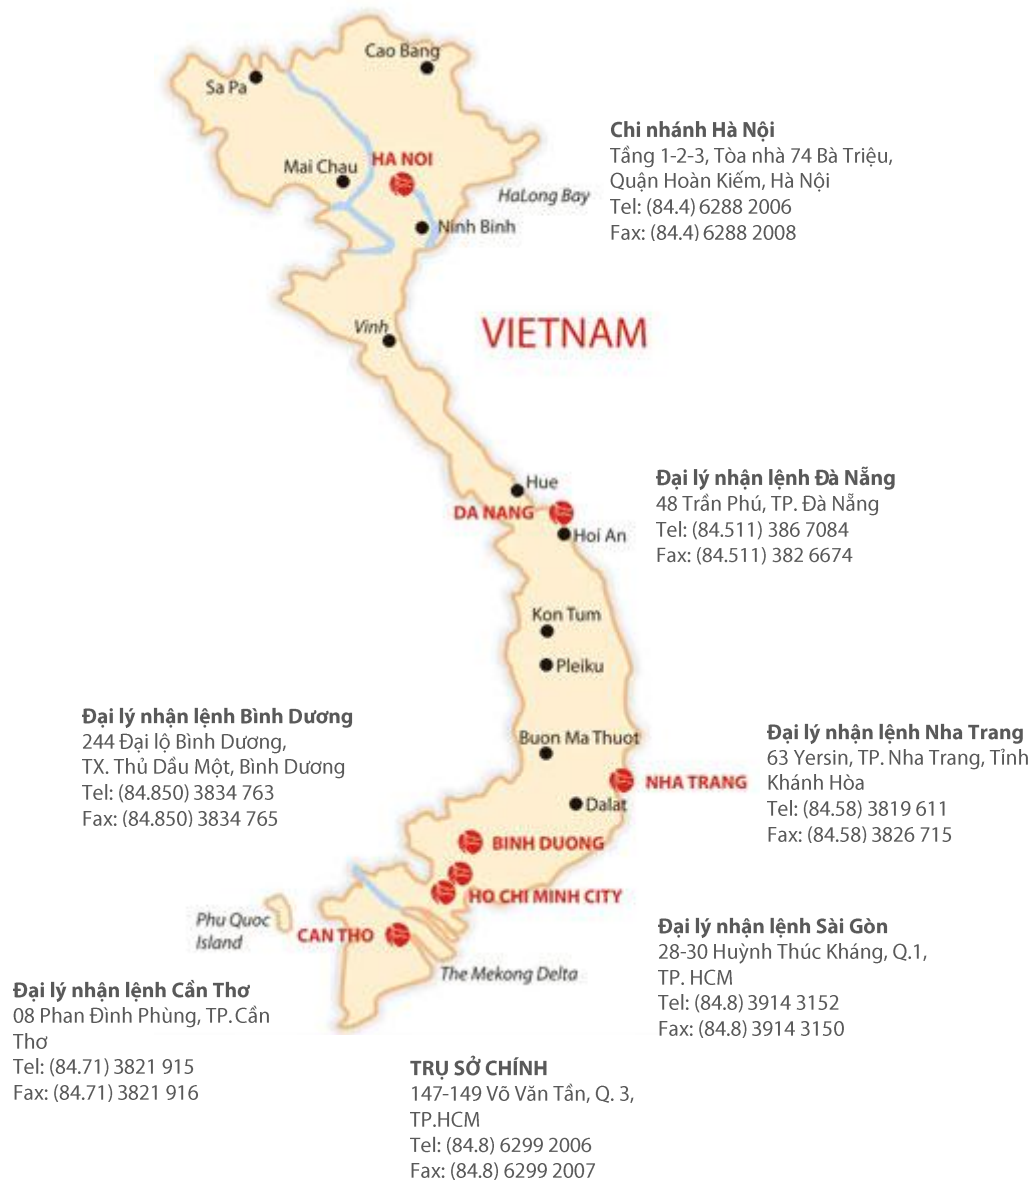 Cao Bang
Sa Pa
Chi nhánh Hà Nội
Tầng 1-2-3, Tòa nhà 74 Bà Triệu,
Quận Hoàn Kiếm, Hà Nội
Tel: (84.4) 6288 2006
Fax: (84.4) 6288 2008
HA NOI
Mai Chau
HaLong Bay
Ninh Binh
VIETNAM
Vinh
Hue
DA NANG
Hoi An
Đại lý nhận lệnh Đà Nẵng
48 Trần Phú, TP. Đà Nẵng
Tel: (84.511) 386 7084
Fax: (84.511) 382 6674
Kon Tum
Pleiku
Đại lý nhận lệnh Bình Dương
244 Đại lộ Bình Dương,
TX. Thủ Dầu Một, Bình Dương
Tel: (84.850) 3834 763
Fax: (84.850) 3834 765
Buon Ma Thuot
Đại lý nhận lệnh Nha Trang
63 Yersin, TP. Nha Trang, Tỉnh
Khánh Hòa
Tel: (84.58) 3819 611
Fax: (84.58) 3826 715
NHA TRANG
Dalat
BINH DUONG
HO CHI MINH CITY
Phu Quoc
Island
CAN THO
The Mekong Delta
Đại lý nhận lệnh Sài Gòn
28-30 Huỳnh Thúc Kháng, Q.1,
TP. HCM
Tel: (84.8) 3914 3152
Fax: (84.8) 3914 3150
Đại lý nhận lệnh Cần Thơ
08 Phan Đình Phùng, TP. Cần
Thơ
Tel: (84.71) 3821 915
Fax: (84.71) 3821 916
TRỤ SỞ CHÍNH
147-149 Võ Văn Tần, Q. 3,
TP.HCM
Tel: (84.8) 6299 2006
Fax: (84.8) 6299 2007